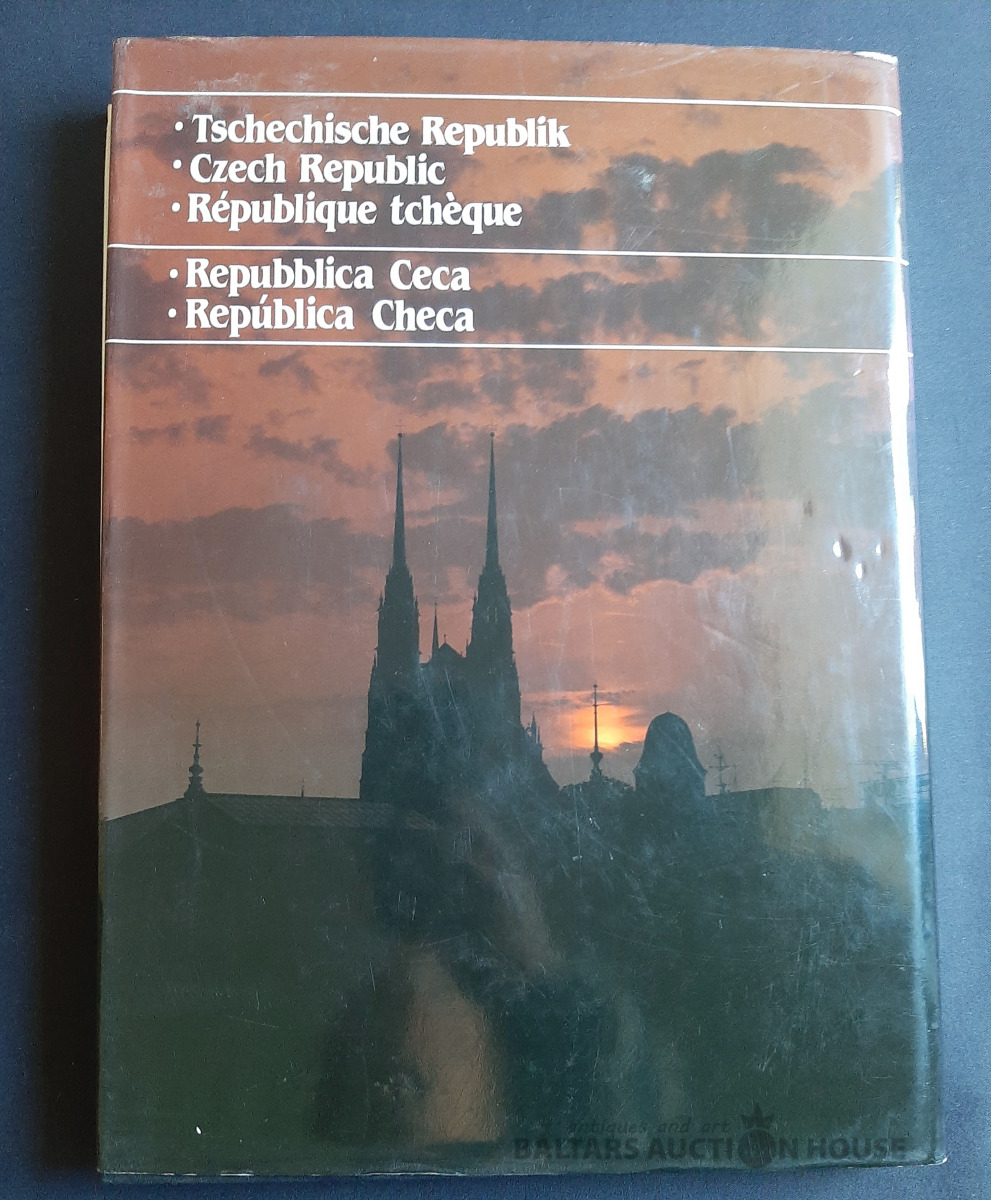 • Tschechische Republik
• Czech Republic
• République tchèque
• Repubblica Ceca
• República Checa
antiques and art
BALTARS AUCTION HOUSE